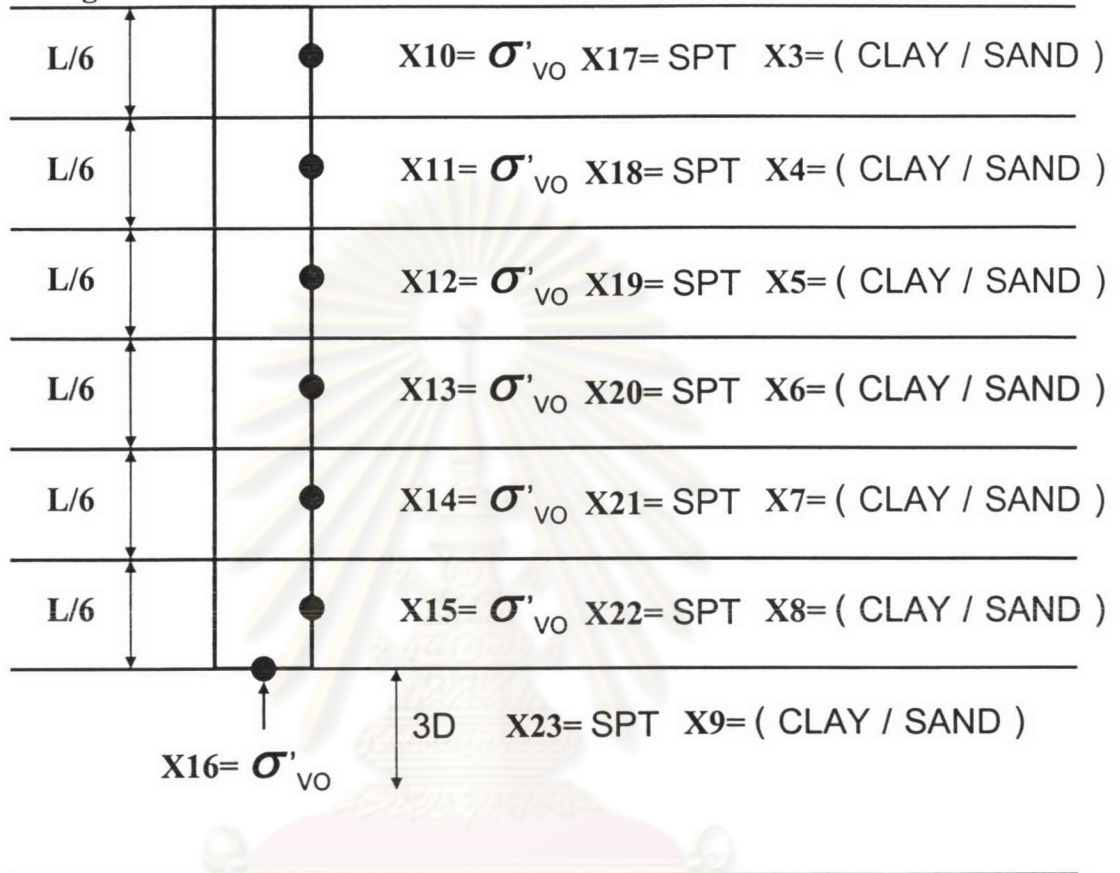 L/6 X10= σ'VO X17= SPT X3= ( CLAY / SAND )
L/6 X11= σ'VO X18= SPT X4= ( CLAY / SAND )
L/6 X12= σ'VO X19= SPT X5= ( CLAY / SAND )
L/6 X13= σ'VO X20= SPT X6= ( CLAY / SAND )
L/6 X14= σ'VO X21= SPT X7= ( CLAY / SAND )
L/6 X15= σ'VO X22= SPT X8= ( CLAY / SAND )
3D X23= SPT X9= ( CLAY / SAND )
X16= σ'VO